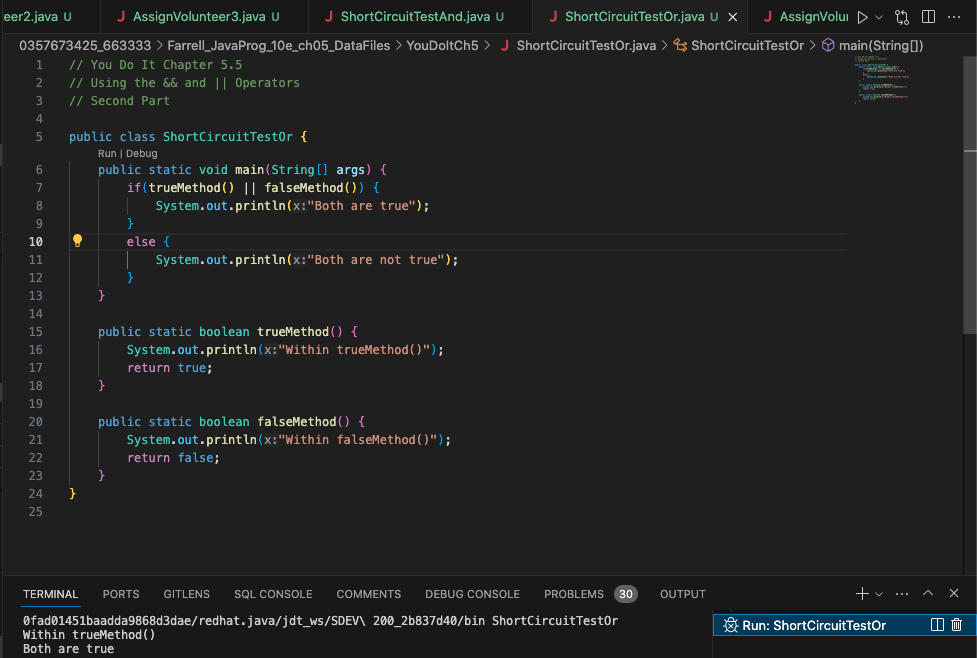 eer2.java U J AssignVolunteer3.java U J ShortCircuitTestAnd.java U J ShortCircuitTestOr.java U J AssignVolu
0357673425_663333 > Farrell_JavaProg_10e_ch05_DataFiles > YouDoItCh5 > J ShortCircuitTestOr.java > ShortCircuitTestOr > main(String[])
1 // You Do It Chapter 5.5
2 // Using the && and || Operators
3 // Second Part
4
5 public class ShortCircuitTestOr {
Run | Debug
6 public static void main(String[] args) {
7 if(trueMethod() || falseMethod()) {
8 System.out.println(x:"Both are true");
9 }
10 else {
11 System.out.println(x:"Both are not true");
12 }
13 }
14
15 public static boolean trueMethod() {
16 System.out.println(x:"Within trueMethod()");
17 return true;
18 }
19
20 public static boolean falseMethod() {
21 System.out.println(x:"Within falseMethod()");
22 return false;
23 }
24 }
25
TERMINAL PORTS GITLENS SQL CONSOLE COMMENTS DEBUG CONSOLE PROBLEMS 30 OUTPUT
0fad01451baadda9868d3dae/redhat.java/jdt_ws/SDEV\ 200_2b837d40/bin ShortCircuitTestOr
Run: ShortCircuitTestOr
Within trueMethod()
Both are true